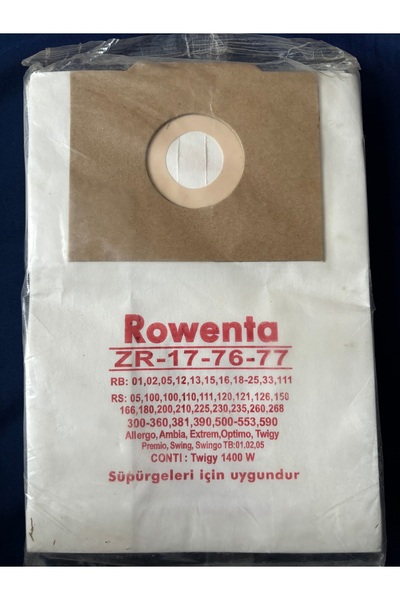 Rowenta
ZR-17-76-77
RB: 01,02,05,12,13,15,16,18-25,33,111
RS: 05,100,100,110,111,120,121,126,150
166,180,200,210,225,230,235,260,268
300-360,381,390,500-553,590
Allergo, Ambia, Extrem,Optimo, Twigy
Premio, Swing, Swingo TB:01.02,05
CONTI : Twigy 1400 W
Süpürgeleri için uygundur